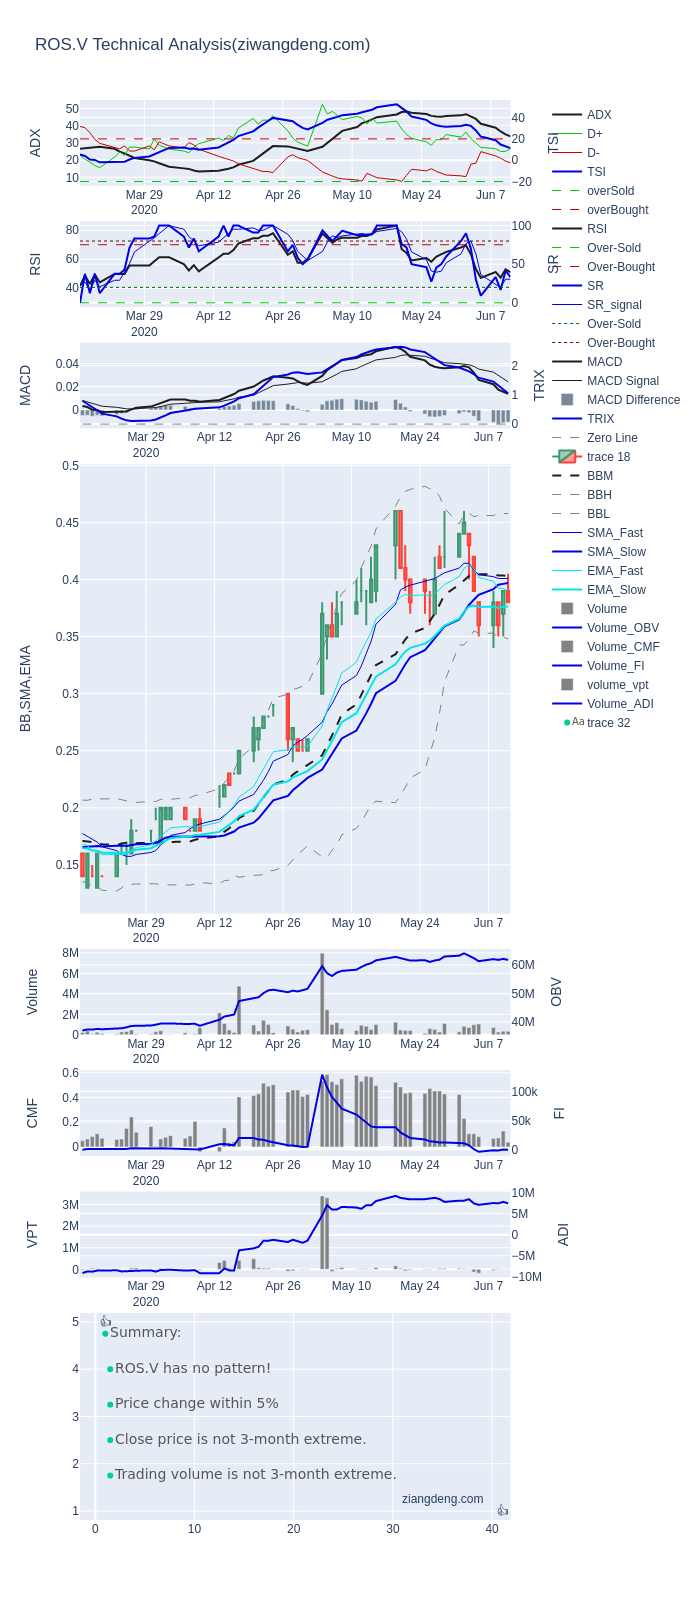 ROS.V Technical Analysis(ziwangdeng.com)
ADX
50
40
30
20
10
40
20
0
−20
TSI
Mar 29
2020
Apr 12
Apr 26
May 10
May 24
Jun 7
RSI
80
60
40
100
50
0
SR
Mar 29
2020
Apr 12
Apr 26
May 10
May 24
Jun 7
MACD
0.04
0.02
0
2
1
0
TRIX
Mar 29
2020
Apr 12
Apr 26
May 10
May 24
Jun 7
BB,SMA,EMA
0.5
0.45
0.4
0.35
0.3
0.25
0.2
0.15
Mar 29
2020
Apr 12
Apr 26
May 10
May 24
Jun 7
Volume
8M
6M
4M
2M
0
60M
50M
40M
OBV
Mar 29
2020
Apr 12
Apr 26
May 10
May 24
Jun 7
CMF
0.6
0.4
0.2
0
100k
50k
0
FI
Mar 29
2020
Apr 12
Apr 26
May 10
May 24
Jun 7
VPT
3M
2M
1M
0
10M
5M
0
−5M
−10M
ADI
Mar 29
2020
Apr 12
Apr 26
May 10
May 24
Jun 7
5
4
3
2
1
0
10
20
30
40
👍
Summary:
ROS.V has no pattern!
Price change within 5%
Close price is not 3-month extreme.
Trading volume is not 3-month extreme.
ziangdeng.com
👍
ADX
D+
D-
TSI
overSold
overBought
RSI
Over-Sold
Over-Bought
SR
SR_signal
Over-Sold
Over-Bought
MACD
MACD Signal
MACD Difference
TRIX
Zero Line
trace 18
BBM
BBH
BBL
SMA_Fast
SMA_Slow
EMA_Fast
EMA_Slow
Volume
Volume_OBV
Volume_CMF
Volume_FI
volume_vpt
Volume_ADI
Aa trace 32